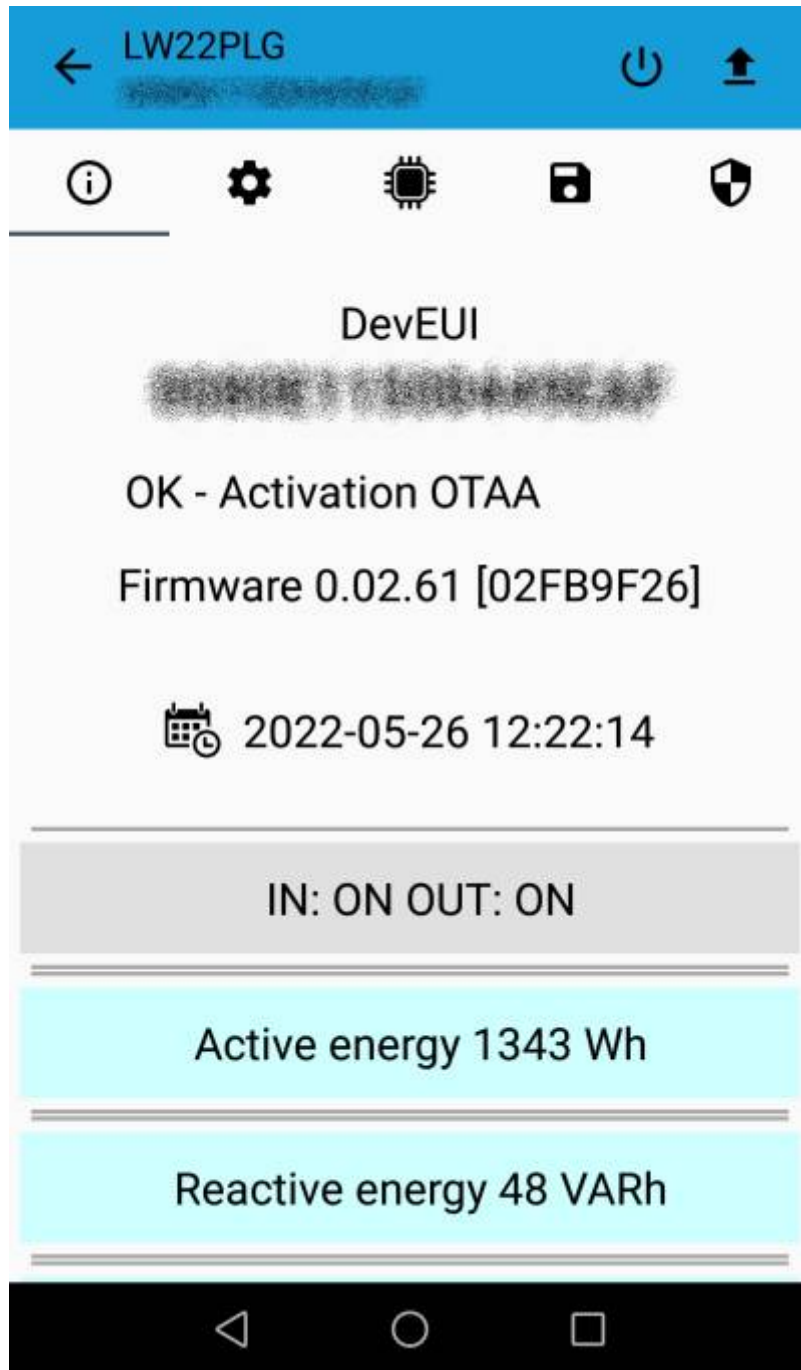 LW22PLG
DevEUI
OK - Activation OTAA
Firmware 0.02.61 [02FB9F26]
2022-05-26 12:22:14
IN: ON OUT: ON
Active energy 1343 Wh
Reactive energy 48 VARh